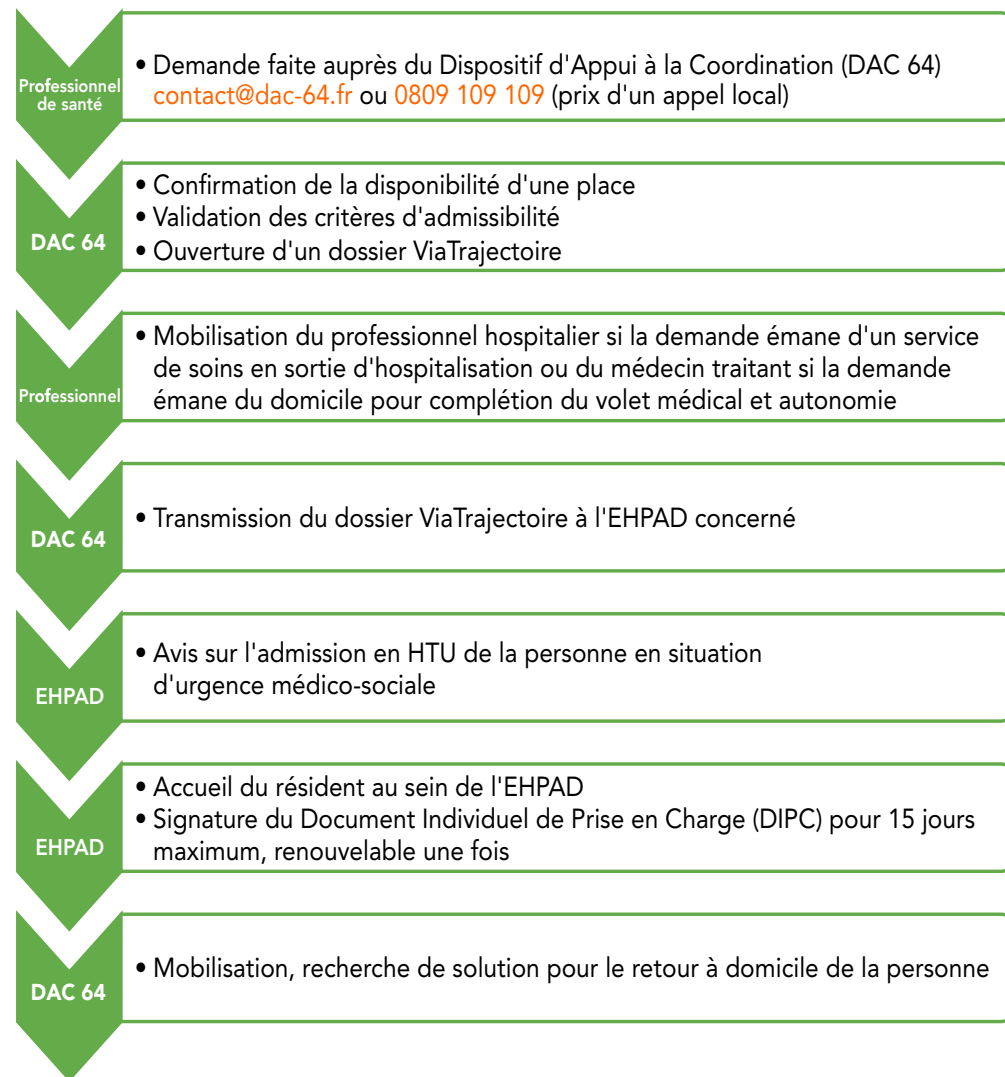 Professionnel
de santé
• Demande faite auprès du Dispositif d'Appui à la Coordination (DAC 64)
contact@dac-64.fr ou 0809 109 109 (prix d'un appel local)
DAC 64
• Confirmation de la disponibilité d'une place
• Validation des critères d'admissibilité
• Ouverture d'un dossier ViaTrajectoire
Professionnel
• Mobilisation du professionnel hospitalier si la demande émane d'un service
de soins en sortie d'hospitalisation ou du médecin traitant si la demande
émane du domicile pour complétion du volet médical et autonomie
DAC 64
• Transmission du dossier ViaTrajectoire à l'EHPAD concerné
EHPAD
• Avis sur l'admission en HTU de la personne en situation
d'urgence médico-sociale
EHPAD
• Accueil du résident au sein de l'EHPAD
• Signature du Document Individuel de Prise en Charge (DIPC) pour 15 jours
maximum, renouvelable une fois
DAC 64
• Mobilisation, recherche de solution pour le retour à domicile de la personne